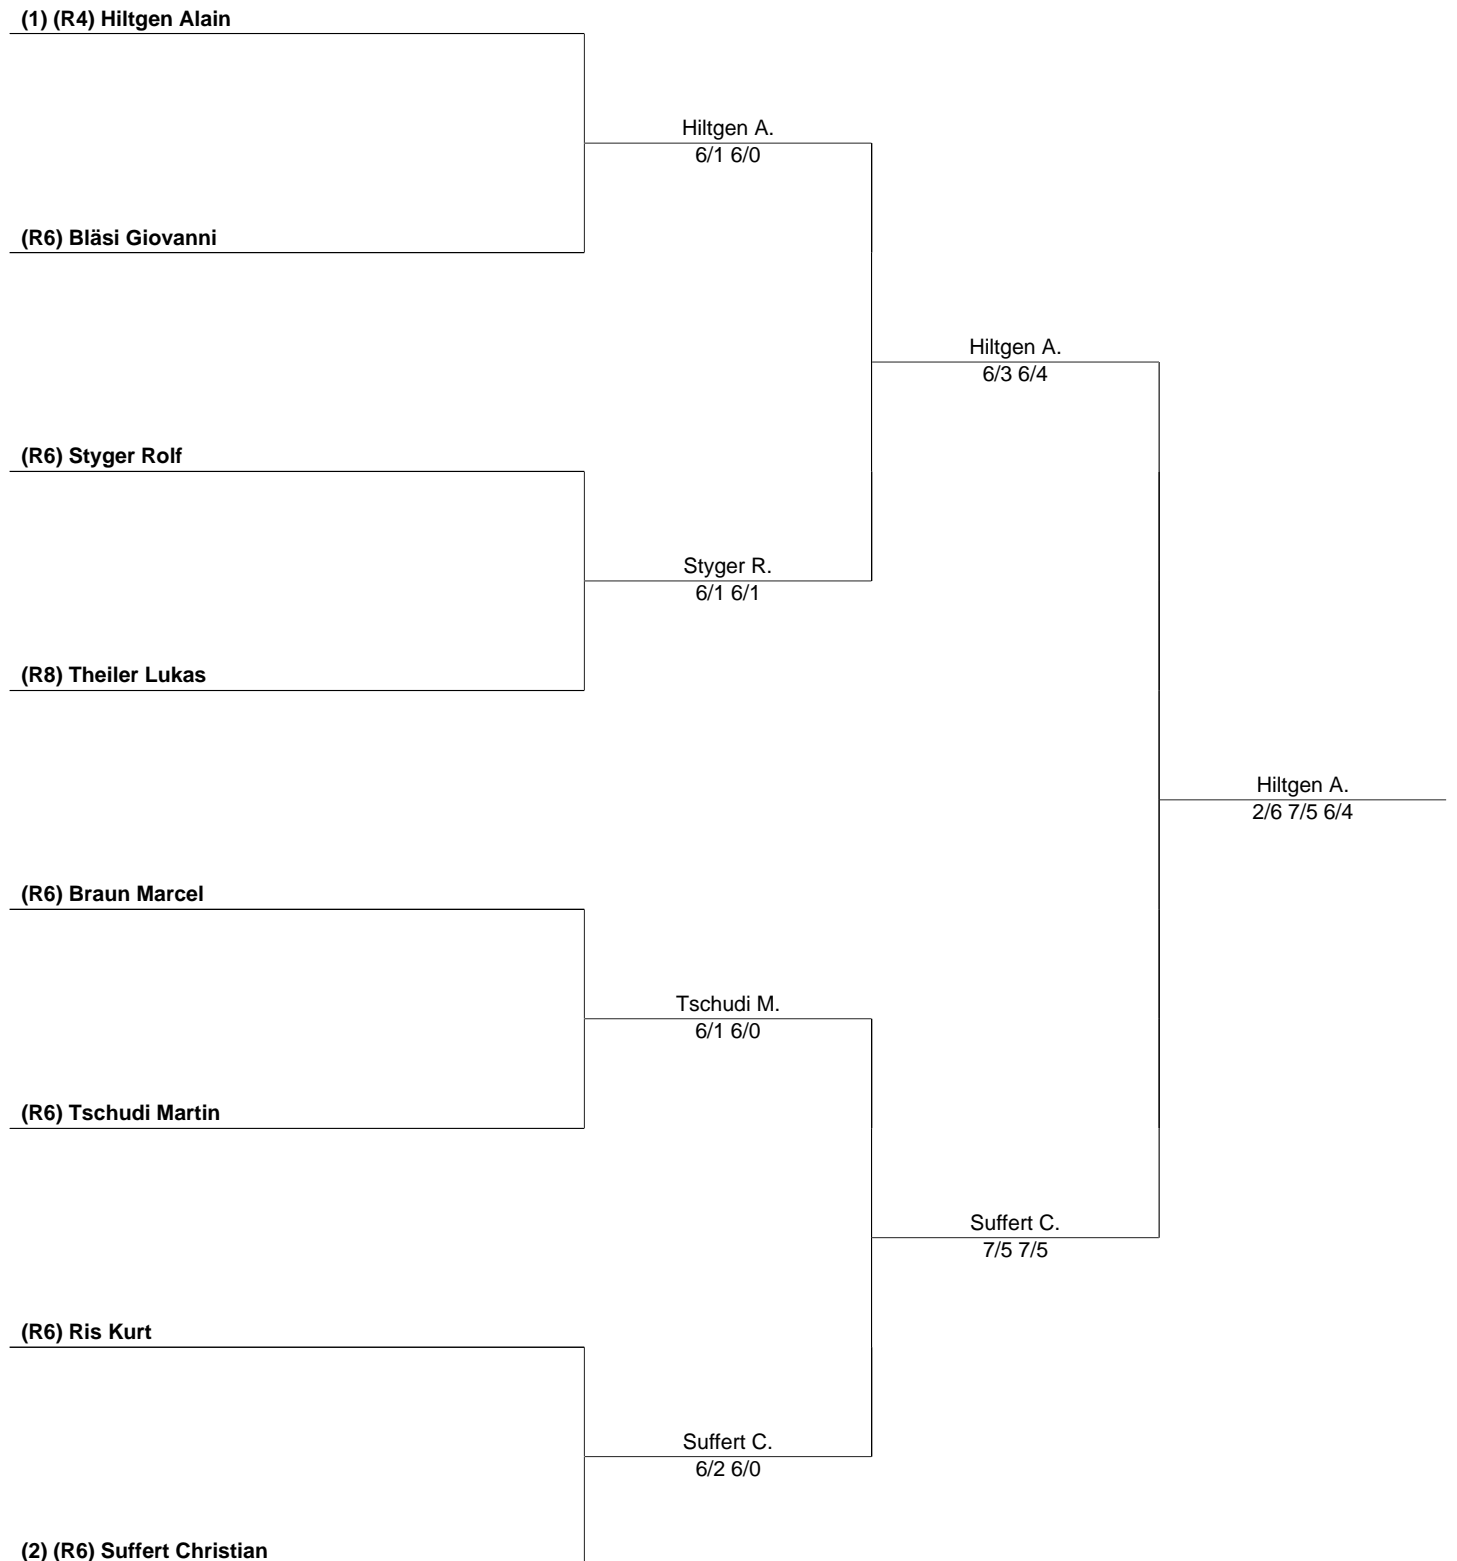 (1) (R4) Hiltgen Alain
Hiltgen A.
6/1 6/0
(R6) Bläsi Giovanni
Hiltgen A.
6/3 6/4
(R6) Styger Rolf
Styger R.
6/1 6/1
(R8) Theiler Lukas
Hiltgen A.
2/6 7/5 6/4
(R6) Braun Marcel
Tschudi M.
6/1 6/0
(R6) Tschudi Martin
Suffert C.
7/5 7/5
(R6) Ris Kurt
Suffert C.
6/2 6/0
(2) (R6) Suffert Christian